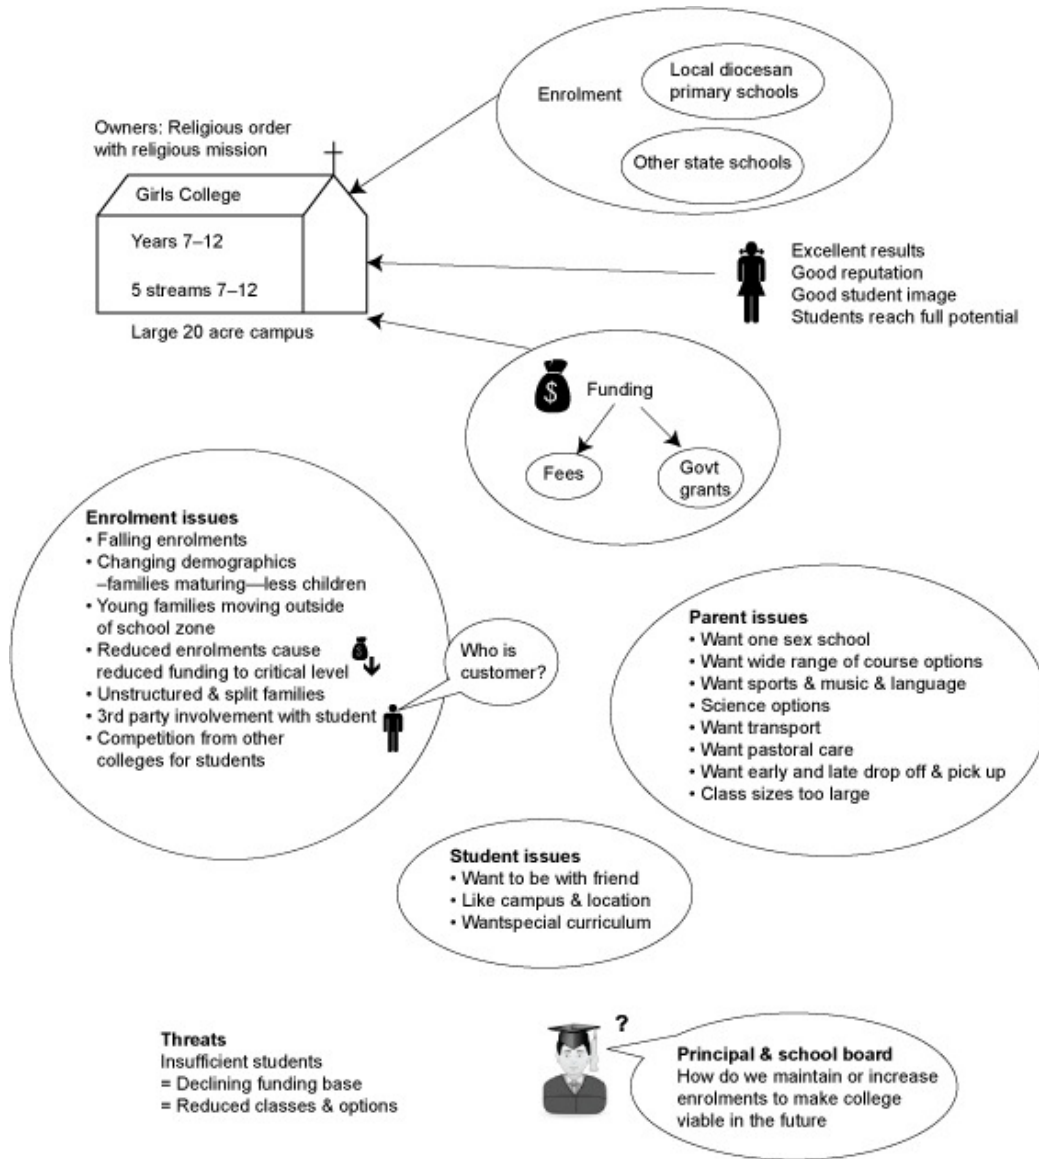 Owners: Religious order
with religious mission
Girls College
Years 7–12
5 streams 7–12
Large 20 acre campus
Enrolment
Local diocesan
primary schools
Other state schools
Excellent results
Good reputation
Good student image
Students reach full potential
$
Funding
Fees
Govt
grants
Enrolment issues
• Falling enrolments
• Changing demographics
–families maturing—less children
• Young families moving outside
of school zone
• Reduced enrolments cause
reduced funding to critical level
$
• Unstructured & split families
• 3rd party involvement with student
• Competition from other
colleges for students
Who is
customer?
Parent issues
• Want one sex school
• Want wide range of course options
• Want sports & music & language
• Science options
• Want transport
• Want pastoral care
• Want early and late drop off & pick up
• Class sizes too large
Student issues
• Want to be with friend
• Like campus & location
• Wantspecial curriculum
Threats
Insufficient students
= Declining funding base
= Reduced classes & options
?
Principal & school board
How do we maintain or increase
enrolments to make college
viable in the future